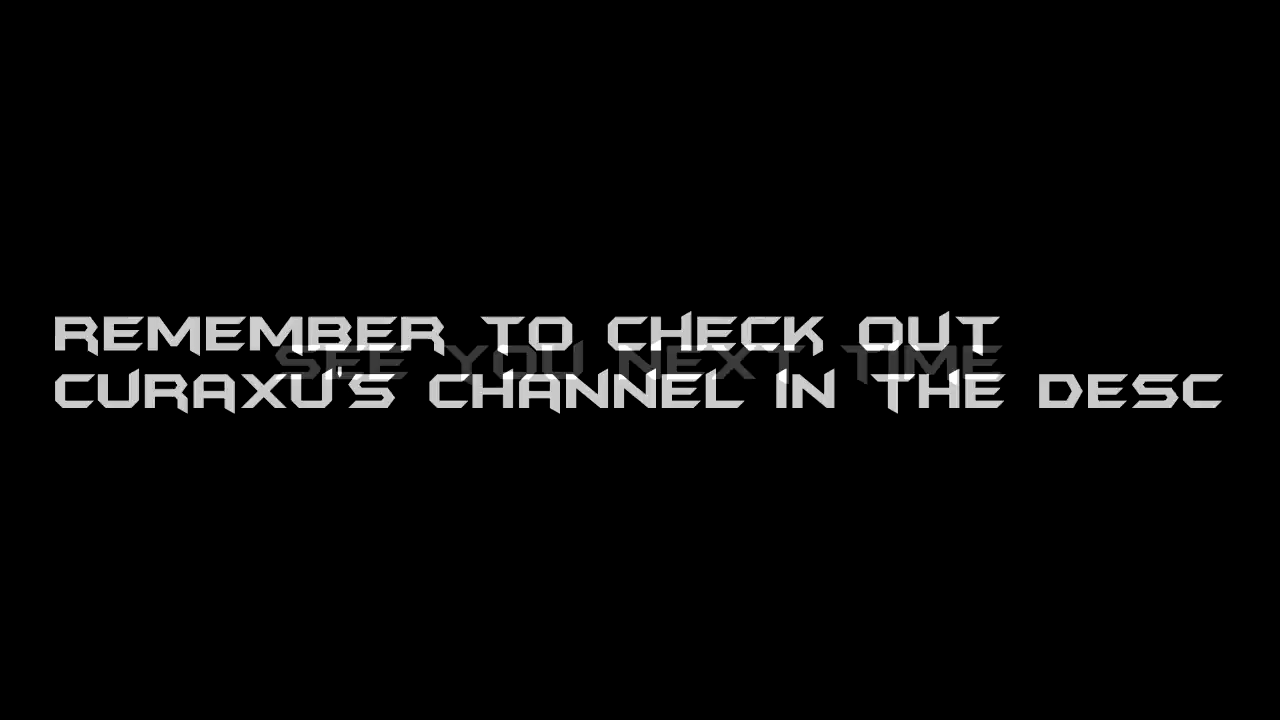 REMEMBER TO CHECK OUT
SEE YOU NEXT TIME
CURAXU'S CHANNEL IN THE DESC